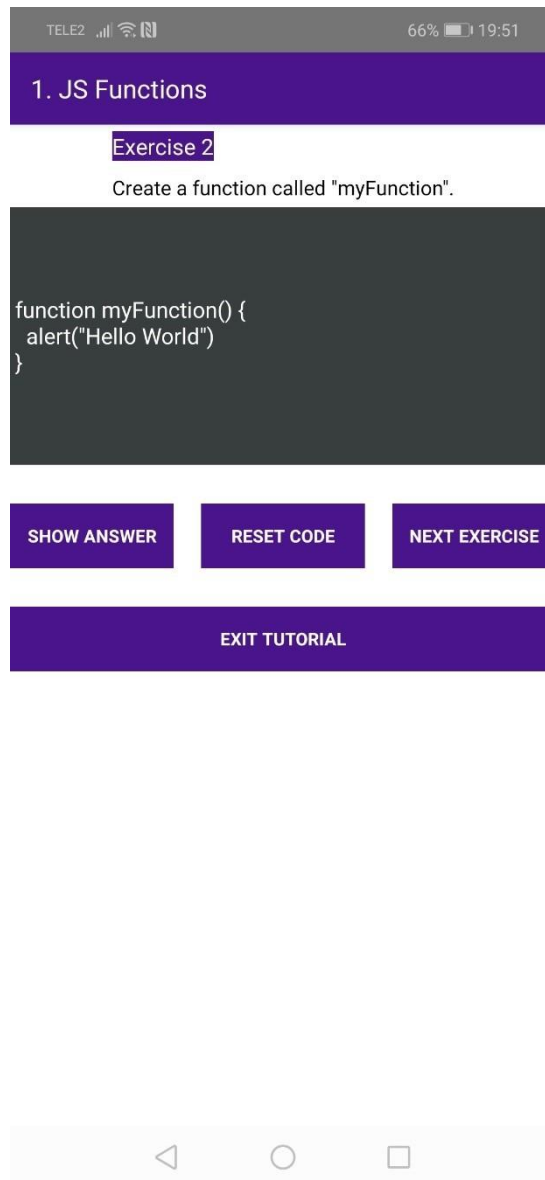 TELE2 66% 19:51
1. JS Functions
Exercise 2
Create a function called "myFunction".
function myFunction() {
  alert("Hello World")
}
SHOW ANSWER RESET CODE NEXT EXERCISE
EXIT TUTORIAL